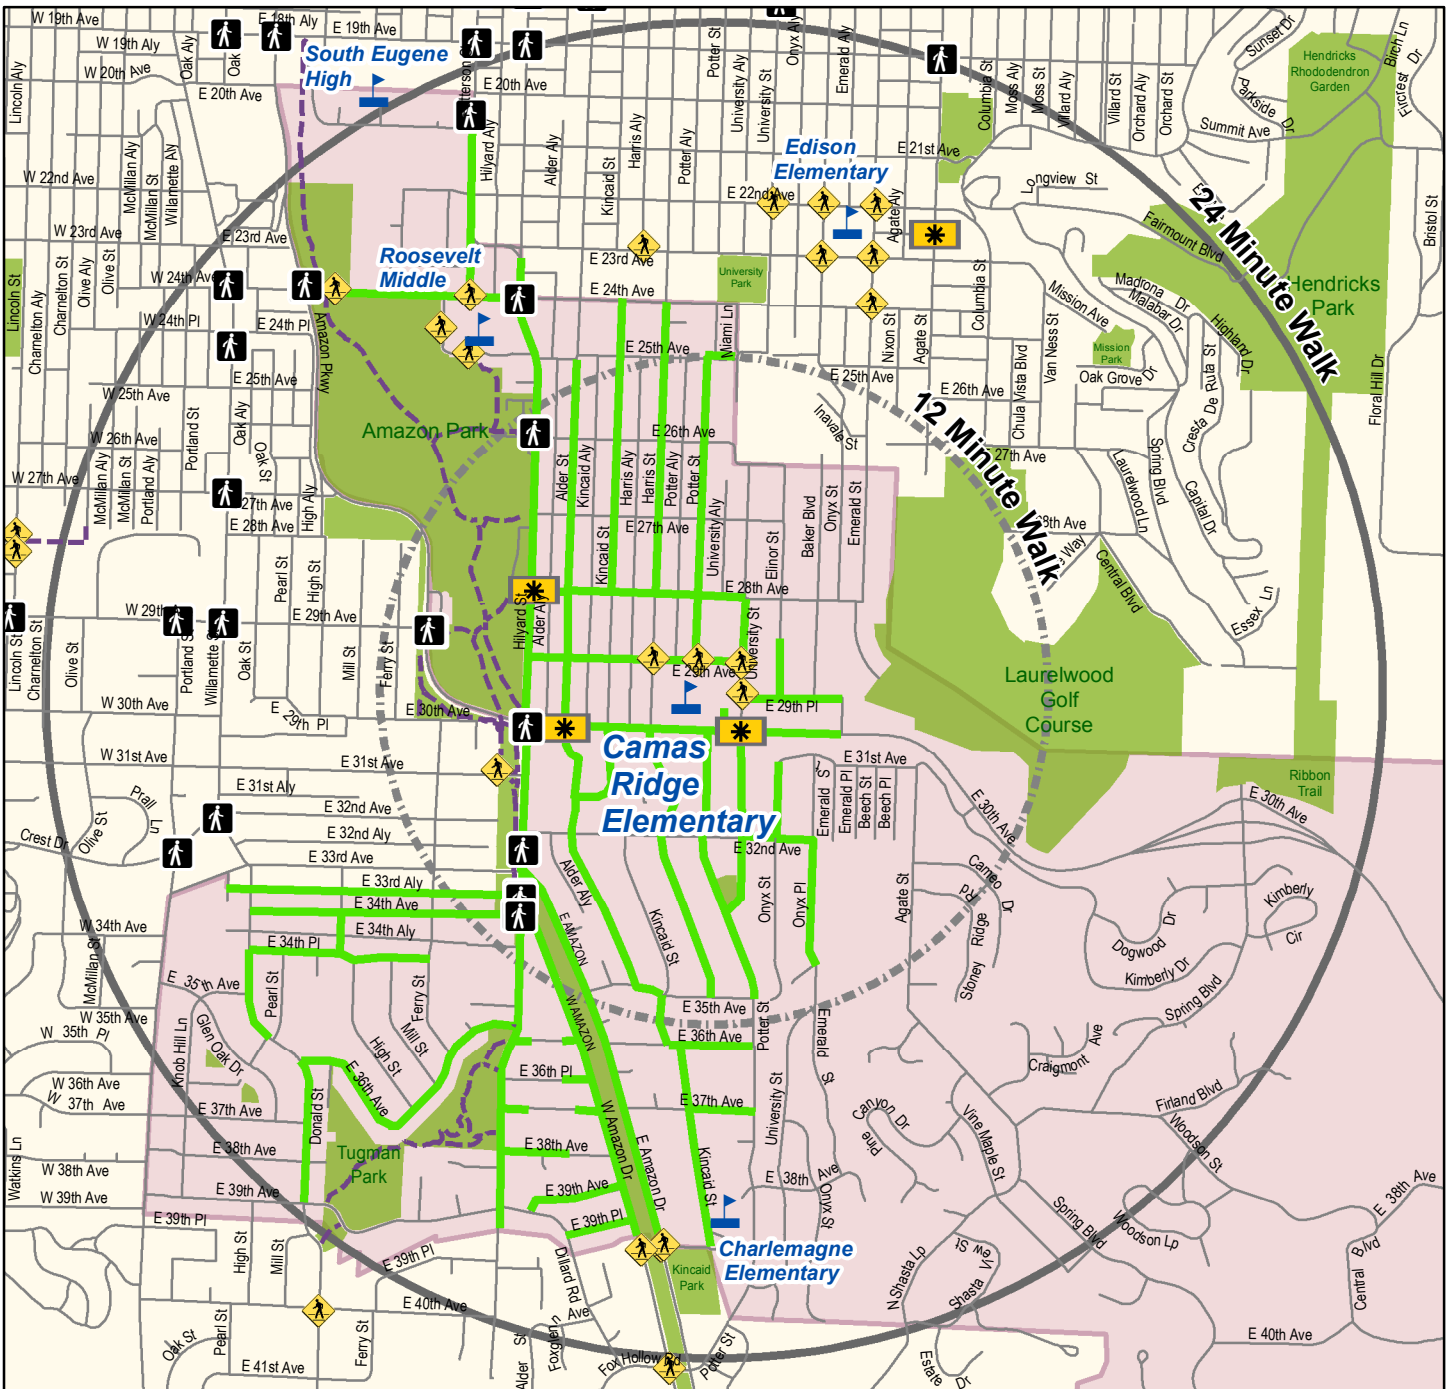 W 19th Ave
E 18th Aly
E 19th Ave
W 19th Aly
Oak Aly
Oak
South Eugene
High
W 20th Ave
E 20th Ave
E 20th Ave
Lincoln Aly
Hilyard Aly
Alder Aly
Harris Aly
Kincaid St
Potter Aly
Potter St
University Aly
University St
Onyx Aly
Emerald Aly
Columbia St
Moss Aly
Moss St
Villard Aly
Villard St
Orchard Aly
Orchard St
Sunset Dr
Parkside Dr
Summit Ave
Hendricks
Rhododendron
Garden
Birch Ln
Fircrest Dr
E 21st Ave
Edison
Elementary
E 22nd Ave
Agate Aly
Longview St
Fairmount Blvd
24 Minute Walk
Bristol St
W 22nd Ave
McMillan Aly
McMillan St
Willamette Aly
W 23rd Ave
E 23rd Ave
E 23rd Ave
Roosevelt
Middle
W 24th Ave
E 24th Ave
University
Park
Lincoln St
Charnelton Aly
Charnelton St
Olive Aly
Olive St
W 24th Pl
E 24th Pl
Amazon Pkwy
Miami Ln
Columbia St
Mission Ave
Madrona Dr
Malabar Dr
Highland Dr
Hendricks
Park
Mission
Park
Oak Grove Dr
Nixon St
Agate St
Chula Vista Blvd
Van Ness St
Cresta De Ruta St
Floral Hill Dr
E 25th Ave
E 25th Ave
W 25th Ave
E 25th Ave
E 26th Ave
12 Minute Walk
Inavale St
W 26th Ave
Portland St
Oak Aly
Oak St
Amazon Park
E 26th Ave
W 27th Ave
McMillan Aly
McMillan St
Portland Aly
High Aly
27th Ave
E 28th Ave
Alder St
Kincaid Aly
Harris Aly
Harris St
Potter Aly
Potter St
University Aly
E 27th Ave
Kincaid St
Elinor St
Baker Blvd
Onyx St
Emerald St
27th Ave
Spring Blvd
Laurelwood Ln
Capital Dr
Central Blvd
Essex Ln
E 28th Ave
Pearl St
High St
W 29th A
E 29th Ave
Hilyard St
Alder Aly
E 29th Ave
University St
Lincoln St
Charnelton St
Olive St
Portland S
Willamette S
Oak St
Mill St
Ferry St
W 30th Ave
E 29th Pl
E 30th Ave
E 29th Pl
Laurelwood
Golf
Course
Camas
Ridge
Elementary
W 31st Ave
E 31st Ave
E 31st Ave
E 31st Aly
Emerald St
Emerald Pl
Beech St
Beech Pl
E 30th Ave
Ribbon
Trail
E 30th Ave
Prall Ln
Olive St
Crest Dr
E 32nd Ave
E 32nd Aly
E 33rd Ave
E 32nd Ave
E 33rd Aly
E 34th Ave
E 34th Aly
E 34th Pl
W 34th Ave
McMillan St
Alder Aly
E AMAZON
W AMAZON
Kincaid St
Onyx St
Onyx Pl
Agate St
Cameo Dr
Stoney Ridge Rd
Kimberly Cir
Dogwood Dr
Kimberly Dr
Spring Blvd
E 35th Ave
Pearl St
Ferry St
W 35th Ave
W 35th Pl
Knob Hill Ln
Glen Oak Dr
High St
Mill St
E 36th Ave
E 35th Ave
E 36th Ave
Potter St
Emerald St
Craigmont Ave
Firland Blvd
W 36th Ave
W 37th Ave
E 37th Ave
Donald St
E 36th Pl
E 37th Ave
University St
Pine Canyon Dr
Vine Maple St
Woodson St
Watkins Ln
W 38th Ave
E 38th Ave
W 39th Ave
E 39th Ave
E 39th Pl
Tugman
Park
E 38th Ave
E 39th Ave
E 39th Pl
W Amazon Dr
E Amazon Dr
Kincaid St
E 38th Ave
Onyx St
Spring Blvd
Woodson Lp
E 38th Ave
Central Blvd
High St
Mill St
E 39th Pl
Dillard Rd
Charlemagne
Elementary
Kincaid
Park
N Shasta Lp
Shasta View St
E 40th Ave
E 40th Ave
Oak St
Pearl St
Ferry St
E 41st Ave
Alder St
Foxglenn Ave
Fox Hollow Rd
Potter St
Estate Dr